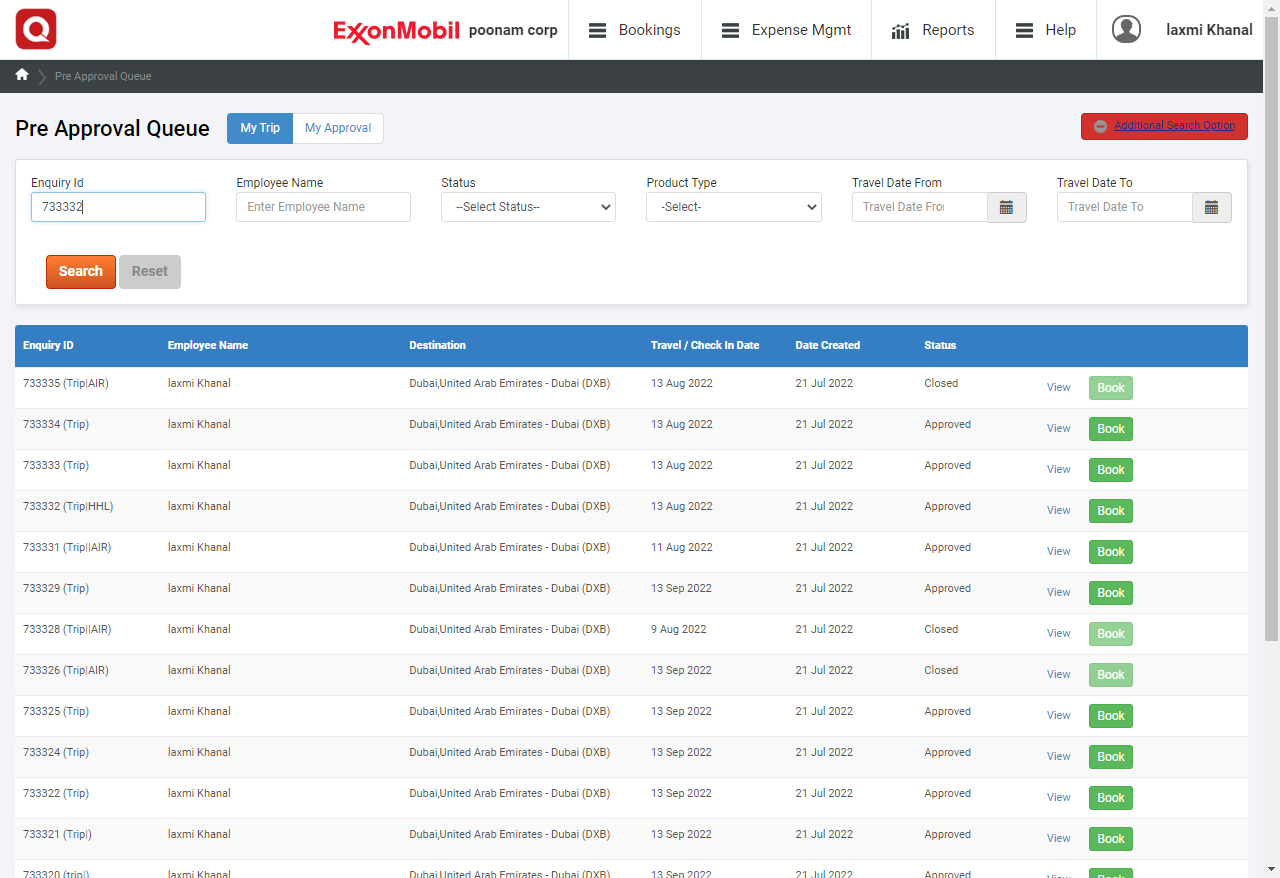 Q
ExxonMobil poonam corp Bookings Expense Mgmt Reports Help laxmi Khanal
Pre Approval Queue
Pre Approval Queue My Trip My Approval Additional Search Option
Enquiry Id Employee Name Status Product Type Travel Date From Travel Date To
733332 Enter Employee Name --Select Status-- -Select- Travel Date Fror Travel Date To
Search Reset
Enquiry ID Employee Name Destination Travel / Check In Date Date Created Status
733335 (Trip|AIR) laxmi Khanal Dubai,United Arab Emirates - Dubai (DXB) 13 Aug 2022 21 Jul 2022 Closed View Book
733334 (Trip) laxmi Khanal Dubai,United Arab Emirates - Dubai (DXB) 13 Aug 2022 21 Jul 2022 Approved View Book
733333 (Trip) laxmi Khanal Dubai,United Arab Emirates - Dubai (DXB) 13 Aug 2022 21 Jul 2022 Approved View Book
733332 (Trip|HHL) laxmi Khanal Dubai,United Arab Emirates - Dubai (DXB) 13 Aug 2022 21 Jul 2022 Approved View Book
733331 (Trip||AIR) laxmi Khanal Dubai,United Arab Emirates - Dubai (DXB) 11 Aug 2022 21 Jul 2022 Approved View Book
733329 (Trip) laxmi Khanal Dubai,United Arab Emirates - Dubai (DXB) 13 Sep 2022 21 Jul 2022 Approved View Book
733328 (Trip||AIR) laxmi Khanal Dubai,United Arab Emirates - Dubai (DXB) 9 Aug 2022 21 Jul 2022 Closed View Book
733326 (Trip|AIR) laxmi Khanal Dubai,United Arab Emirates - Dubai (DXB) 13 Sep 2022 21 Jul 2022 Closed View Book
733325 (Trip) laxmi Khanal Dubai,United Arab Emirates - Dubai (DXB) 13 Sep 2022 21 Jul 2022 Approved View Book
733324 (Trip) laxmi Khanal Dubai,United Arab Emirates - Dubai (DXB) 13 Sep 2022 21 Jul 2022 Approved View Book
733322 (Trip) laxmi Khanal Dubai,United Arab Emirates - Dubai (DXB) 13 Sep 2022 21 Jul 2022 Approved View Book
733321 (Trip|) laxmi Khanal Dubai,United Arab Emirates - Dubai (DXB) 13 Sep 2022 21 Jul 2022 Approved View Book
733320 (trip|) laxmi Khanal Dubai,United Arab Emirates - Dubai (DXB) 13 Sep 2022 21 Jul 2022 Approved View Book